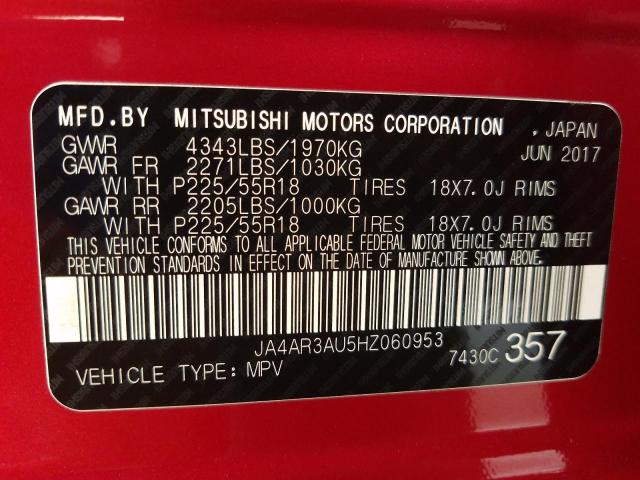 MFD.BY MITSUBISHI MOTORS CORPORATION . JAPAN
GVWR 4343LBS/1970KG JUN 2017
GAWR FR 2271LBS/1030KG
WITH P225/55R18 TIRES 18X7.0J RIMS
GAWR RR 2205LBS/1000KG
WITH P225/55R18 TIRES 18X7.0J RIMS
THIS VEHICLE CONFORMS TO ALL APPLICABLE FEDERAL MOTOR VEHICLE SAFETY AND THEFT
PREVENTION STANDARDS IN EFFECT ON THE DATE OF MANUFACTURE SHOWN ABOVE.
JA4AR3AU5HZ060953
7430C 357
VEHICLE TYPE: MPV